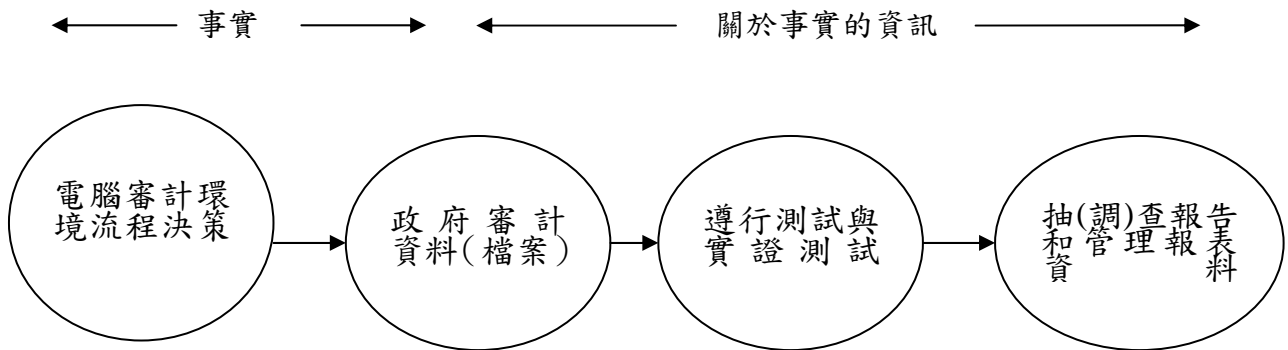 事實
關於事實的資訊
電腦審計環
境流程決策
政府審計
資料(檔案)
遵行測試與
實證測試
抽(調)查報告
和管理報表
資料